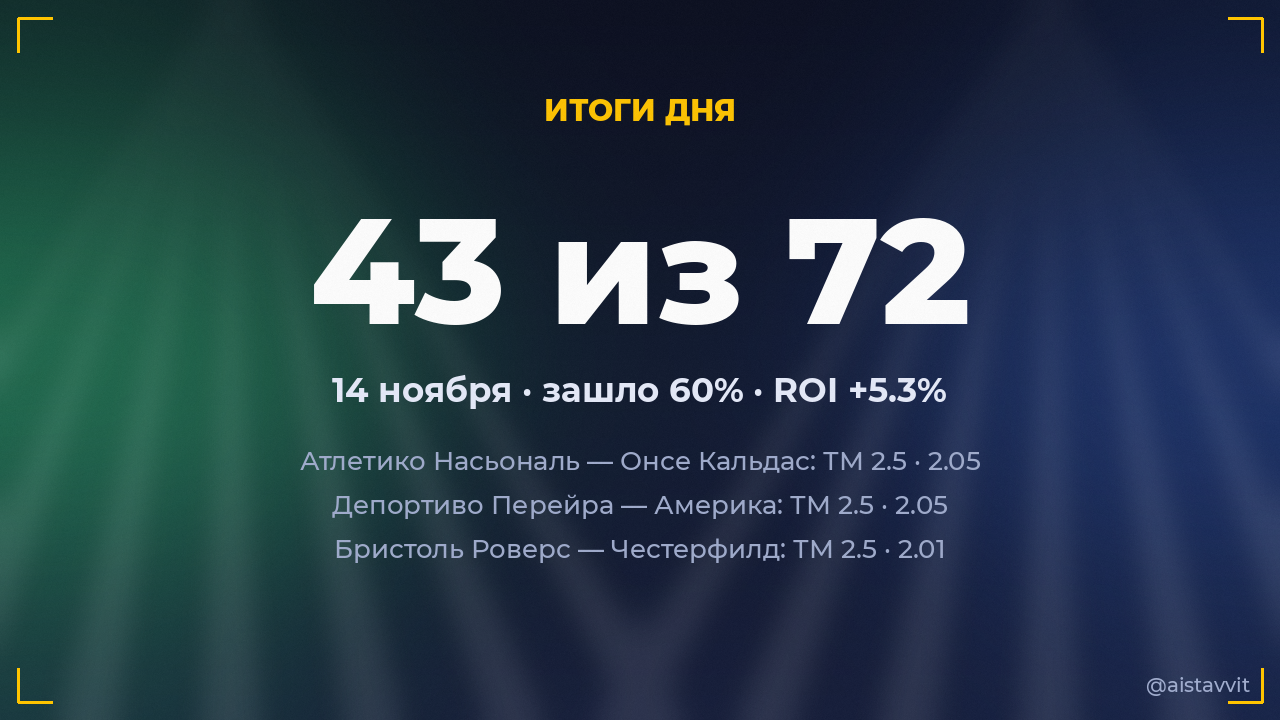 ИТОГИ ДНЯ
43 из 72
14 ноября · зашло 60% · ROI +5.3%
Атлетико Насьональ — Онсе Кальдас: ТМ 2.5 · 2.05
Депортиво Перейра — Америка: ТМ 2.5 · 2.05
Бристоль Роверс — Честерфилд: ТМ 2.5 · 2.01
@aistavvit